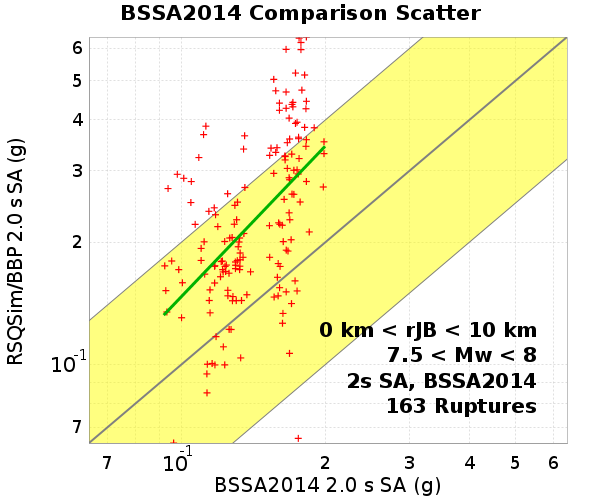 BSSA2014 Comparison Scatter
6
5
4
3
2
10-1
7
RSQSim/BBP 2.0 s SA (g)
0 km < rJB < 10 km
7.5 < Mw < 8
2s SA, BSSA2014
163 Ruptures
7 10-1 2 3 4 5 6
BSSA2014 2.0 s SA (g)